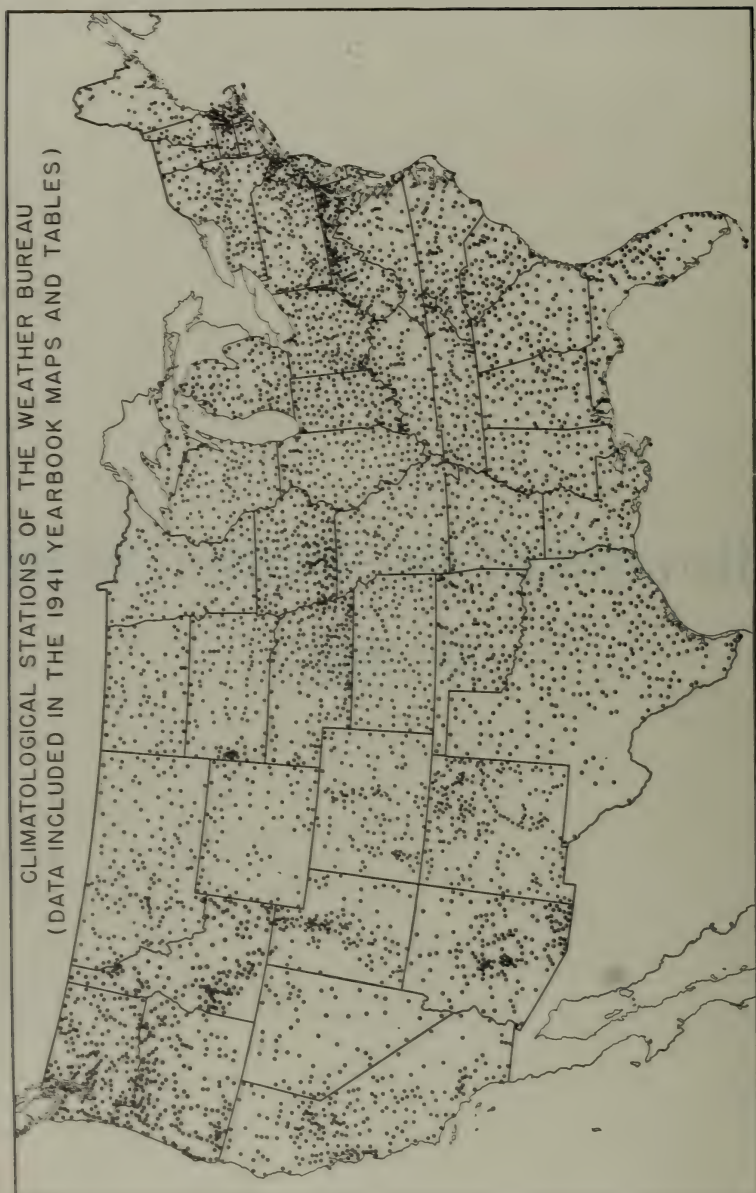 CLIMATOLOGICAL STATIONS OF THE WEATHER BUREAU
(DATA INCLUDED IN THE 1941 YEARBOOK MAPS AND TABLES)